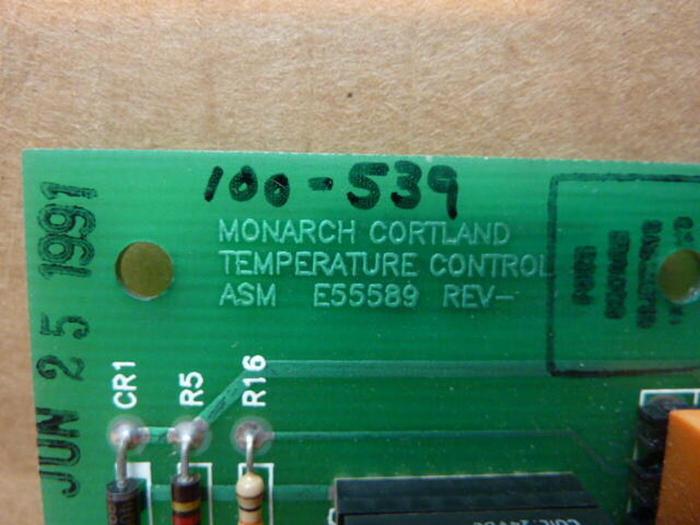 100-539
MONARCH CORTLAND
TEMPERATURE CONTROL
ASM E55589 REV-
JUN 25 1991
CR1
R5
R16